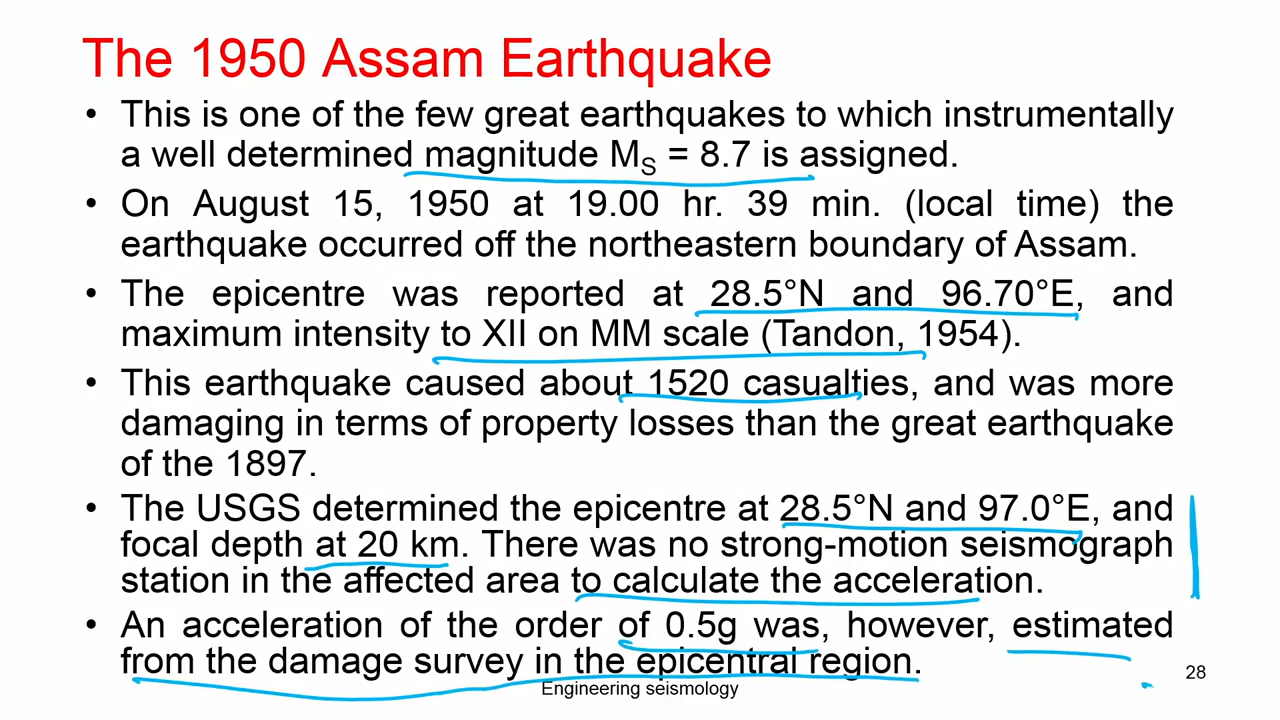 The 1950 Assam Earthquake
• This is one of the few great earthquakes to which instrumentally
a well determined magnitude MS = 8.7 is assigned.
• On August 15, 1950 at 19.00 hr. 39 min. (local time) the
earthquake occurred off the northeastern boundary of Assam.
• The epicentre was reported at 28.5°N and 96.70°E, and
maximum intensity to XII on MM scale (Tandon, 1954).
• This earthquake caused about 1520 casualties, and was more
damaging in terms of property losses than the great earthquake
of the 1897.
• The USGS determined the epicentre at 28.5°N and 97.0°E, and
focal depth at 20 km. There was no strong-motion seismograph
station in the affected area to calculate the acceleration.
• An acceleration of the order of 0.5g was, however, estimated
from the damage survey in the epicentral region.
Engineering seismology
28